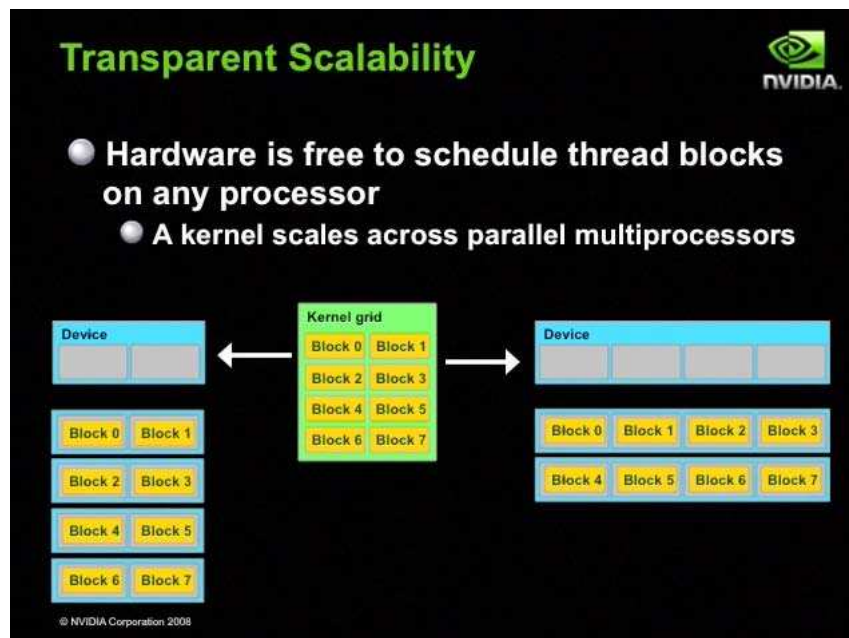 Transparent Scalability
NVIDIA.
Hardware is free to schedule thread blocks
on any processor
A kernel scales across parallel multiprocessors
Device
Block 0 Block 1
Block 2 Block 3
Block 4 Block 5
Block 6 Block 7
Kernel grid
Block 0 Block 1
Block 2 Block 3
Block 4 Block 5
Block 6 Block 7
Device
Block 0 Block 1 Block 2 Block 3
Block 4 Block 5 Block 6 Block 7
© NVIDIA Corporation 2008